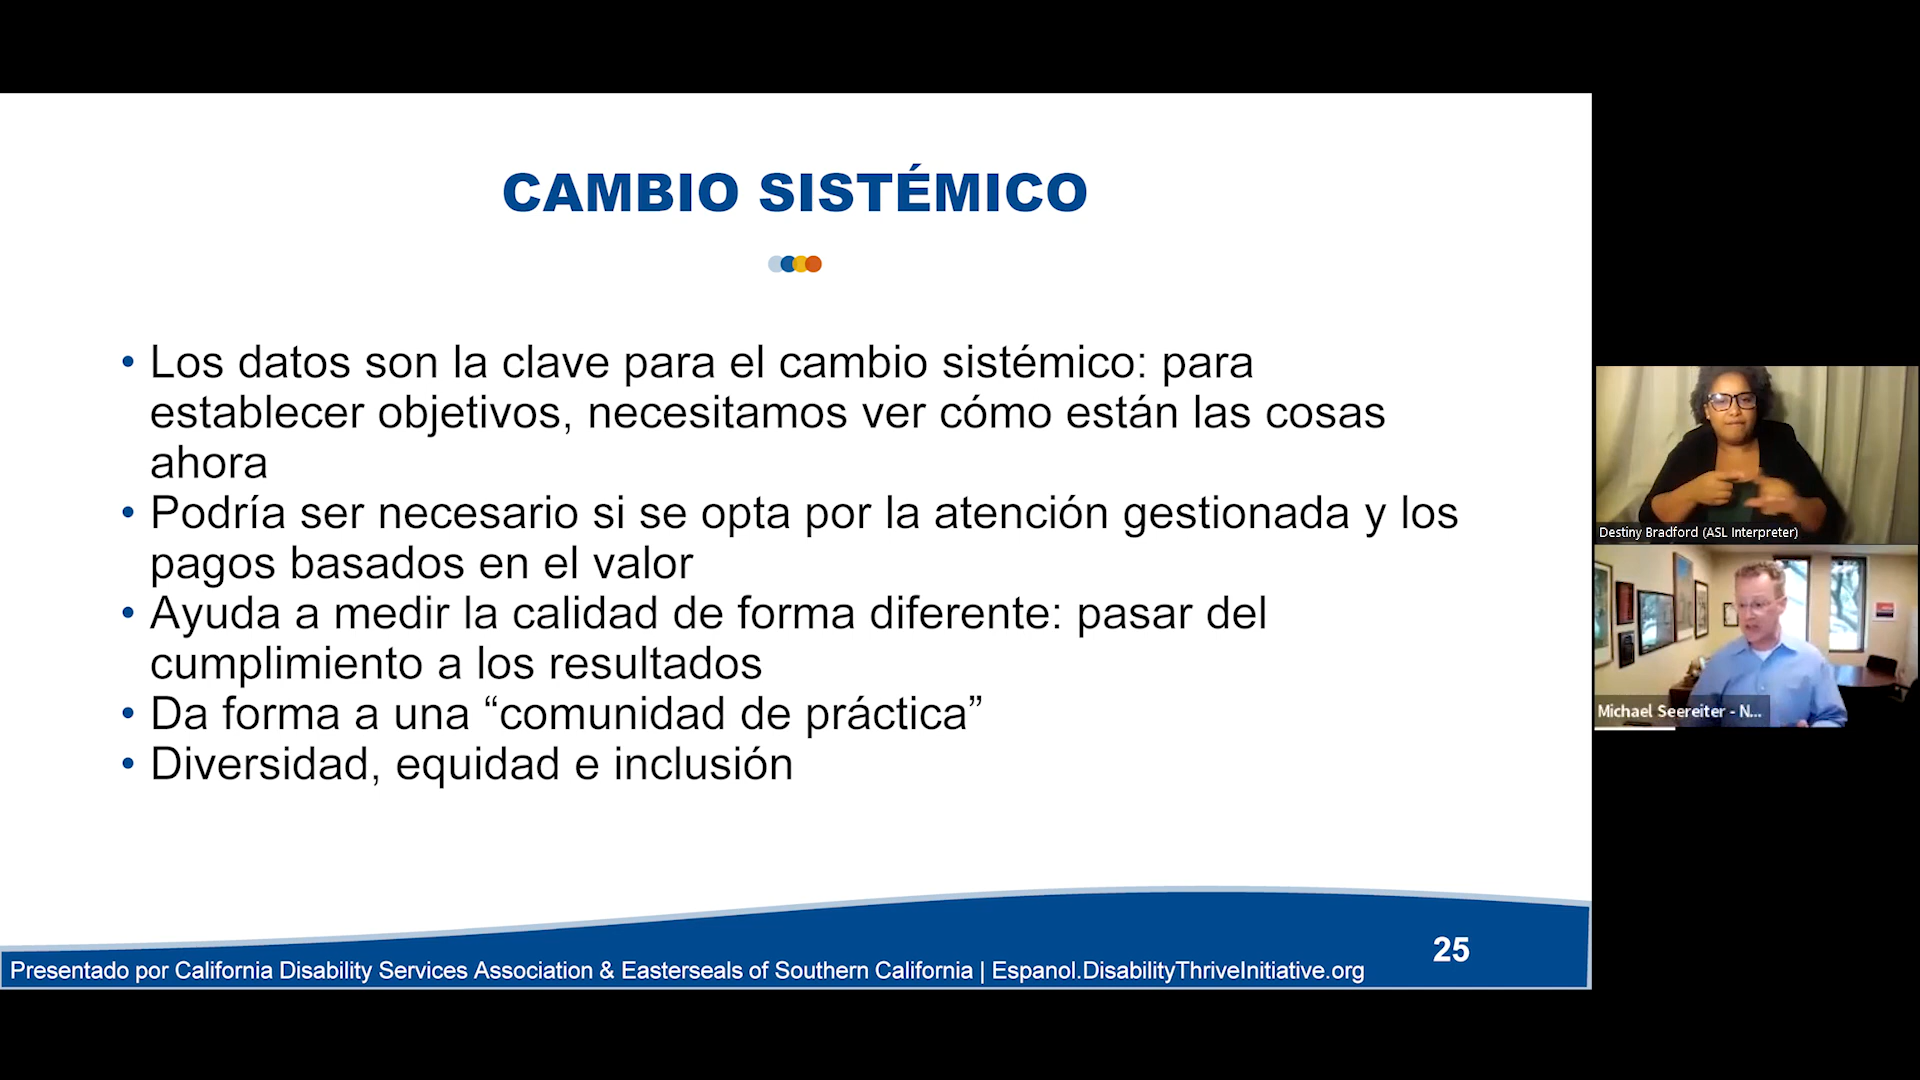 CAMBIO SISTÉMICO
• Los datos son la clave para el cambio sistémico: para
establecer objetivos, necesitamos ver cómo están las cosas
ahora
• Podría ser necesario si se opta por la atención gestionada y los
pagos basados en el valor
• Ayuda a medir la calidad de forma diferente: pasar del
cumplimiento a los resultados
• Da forma a una “comunidad de práctica”
• Diversidad, equidad e inclusión
25
Presentado por California Disability Services Association & Easterseals of Southern California | Espanol.DisabilityThriveInitiative.org
Destiny Bradford (ASL Interpreter)
Michael Seereiter - N...